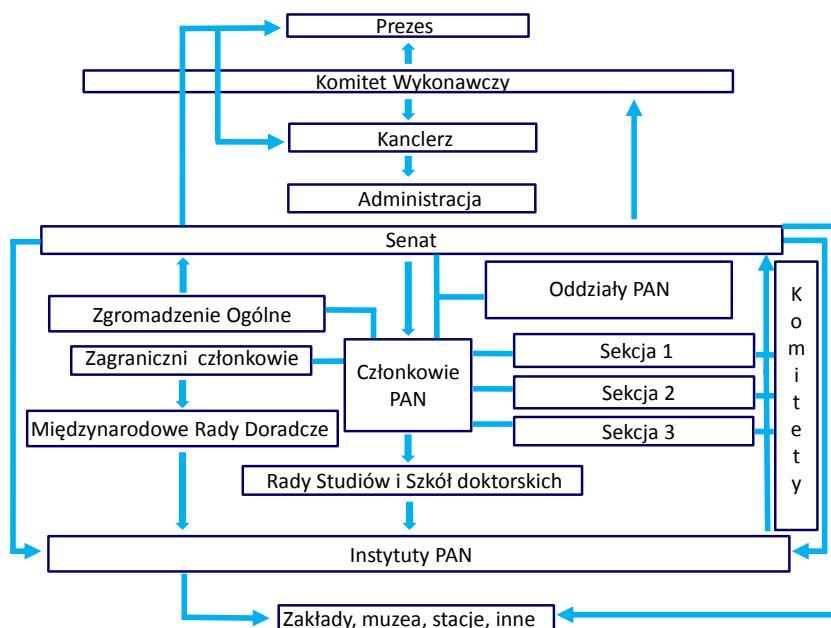 Prezes
Komitet Wykonawczy
Kanclerz
Administracja
Senat
Oddziały PAN
Zgromadzenie Ogólne
Zagraniczni członkowie
Członkowie
PAN
Sekcja 1
Sekcja 2
Sekcja 3
Komitety
Międzynarodowe Rady Doradcze
Rady Studiów i Szkół doktorskich
Instytuty PAN
Zakłady, muzea, stacje, inne